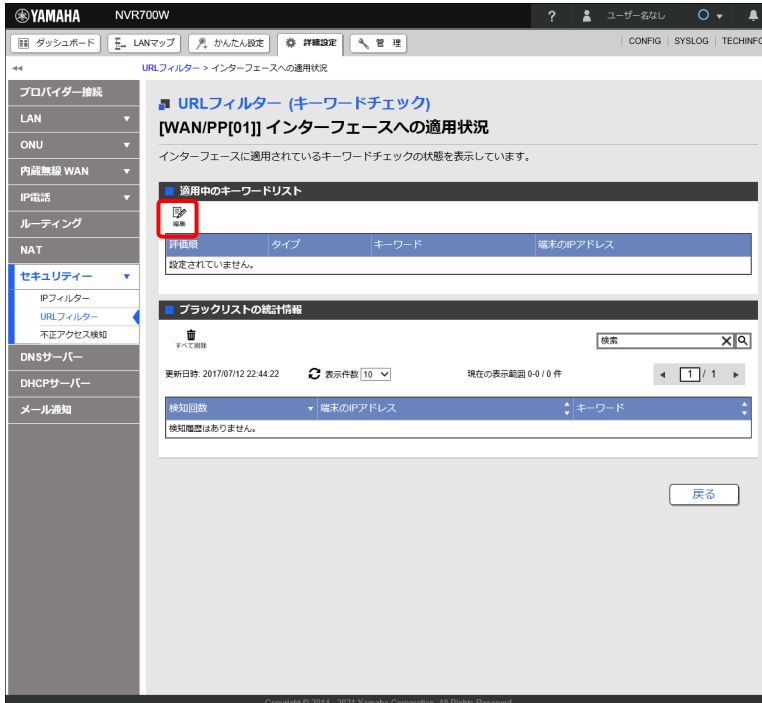 YAMAHA NVR700W ? ユーザー名なし
ダッシュボード LANマップ かんたん設定 詳細設定 管理 CONFIG SYSLOG TECHINFO
URLフィルター > インターフェースへの適用状況
プロバイダー接続
LAN
ONU
内蔵無線 WAN
IP電話
ルーティング
NAT
セキュリティー
IPフィルター
URLフィルター
不正アクセス検知
DNSサーバー
DHCPサーバー
メール通知
URLフィルター (キーワードチェック)
[WAN/PP[01]] インターフェースへの適用状況
インターフェースに適用されているキーワードチェックの状態を表示しています。
適用中のキーワードリスト
編集
評価順 タイプ キーワード 端末のIPアドレス
設定されていません。
ブラックリストの統計情報
すべて削除
検索
更新日時: 2017/07/12 22:44:22 表示件数 10 現在の表示範囲 0-0 / 0 件 1 / 1
検知回数 端末のIPアドレス キーワード
検知履歴はありません。
戻る
Copyright © 2014 - 2021 Yamaha Corporation. All Rights Reserved.